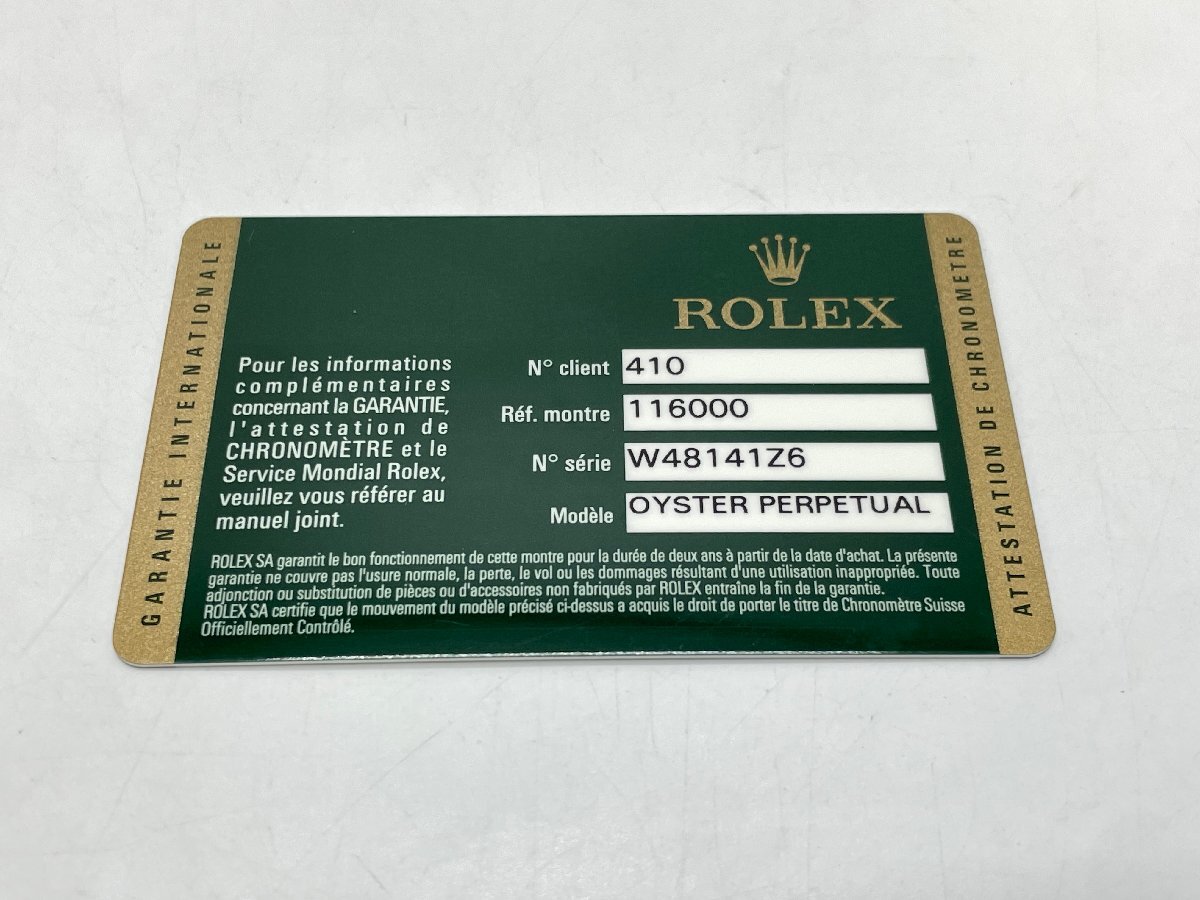 GARANTIE INTERNATIONALE
ROLEX
Pour les informations
complémentaires
concernant la GARANTIE,
l'attestation de
CHRONOMÈTRE et le
Service Mondial Rolex,
veuillez vous référer au
manuel joint.
N° client 410
Réf. montre 116000
N° série W48141Z6
Modèle OYSTER PERPETUAL
ROLEX SA garantit le bon fonctionnement de cette montre pour la durée de deux ans à partir de la date d'achat. La présente
garantie ne couvre pas l'usure normale, la perte, le vol ou les dommages résultant d'une utilisation inappropriée. Toute
adjonction ou substitution de pièces ou d'accessoires non fabriqués par ROLEX entraîne la fin de la garantie.
ROLEX SA certifie que le mouvement du modèle précisé ci-dessus a acquis le droit de porter le titre de Chronomètre Suisse
Officiellement Contrôlé.
ATTESTATION DE CHRONOMETRE